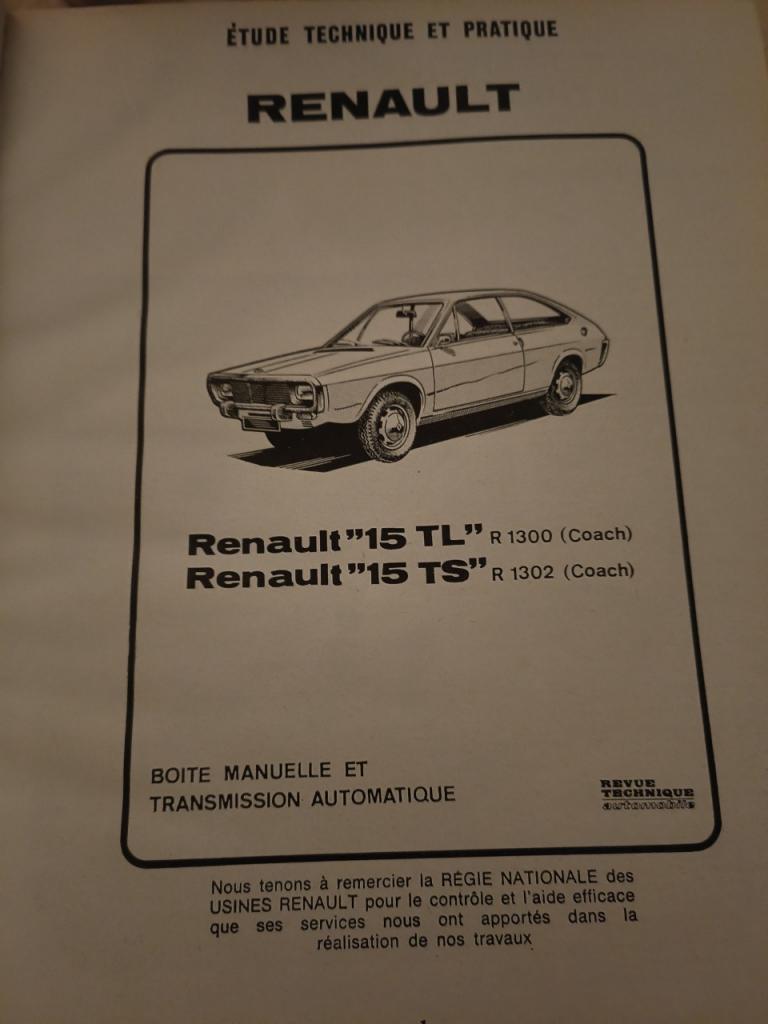 ÉTUDE TECHNIQUE ET PRATIQUE
RENAULT
Renault "15 TL" R 1300 (Coach)
Renault "15 TS" R 1302 (Coach)
BOITE MANUELLE ET
TRANSMISSION AUTOMATIQUE
REVUE
TECHNIQUE
automobile
Nous tenons à remercier la RÉGIE NATIONALE des
USINES RENAULT pour le contrôle et l'aide efficace
que ses services nous ont apportés dans la
réalisation de nos travaux